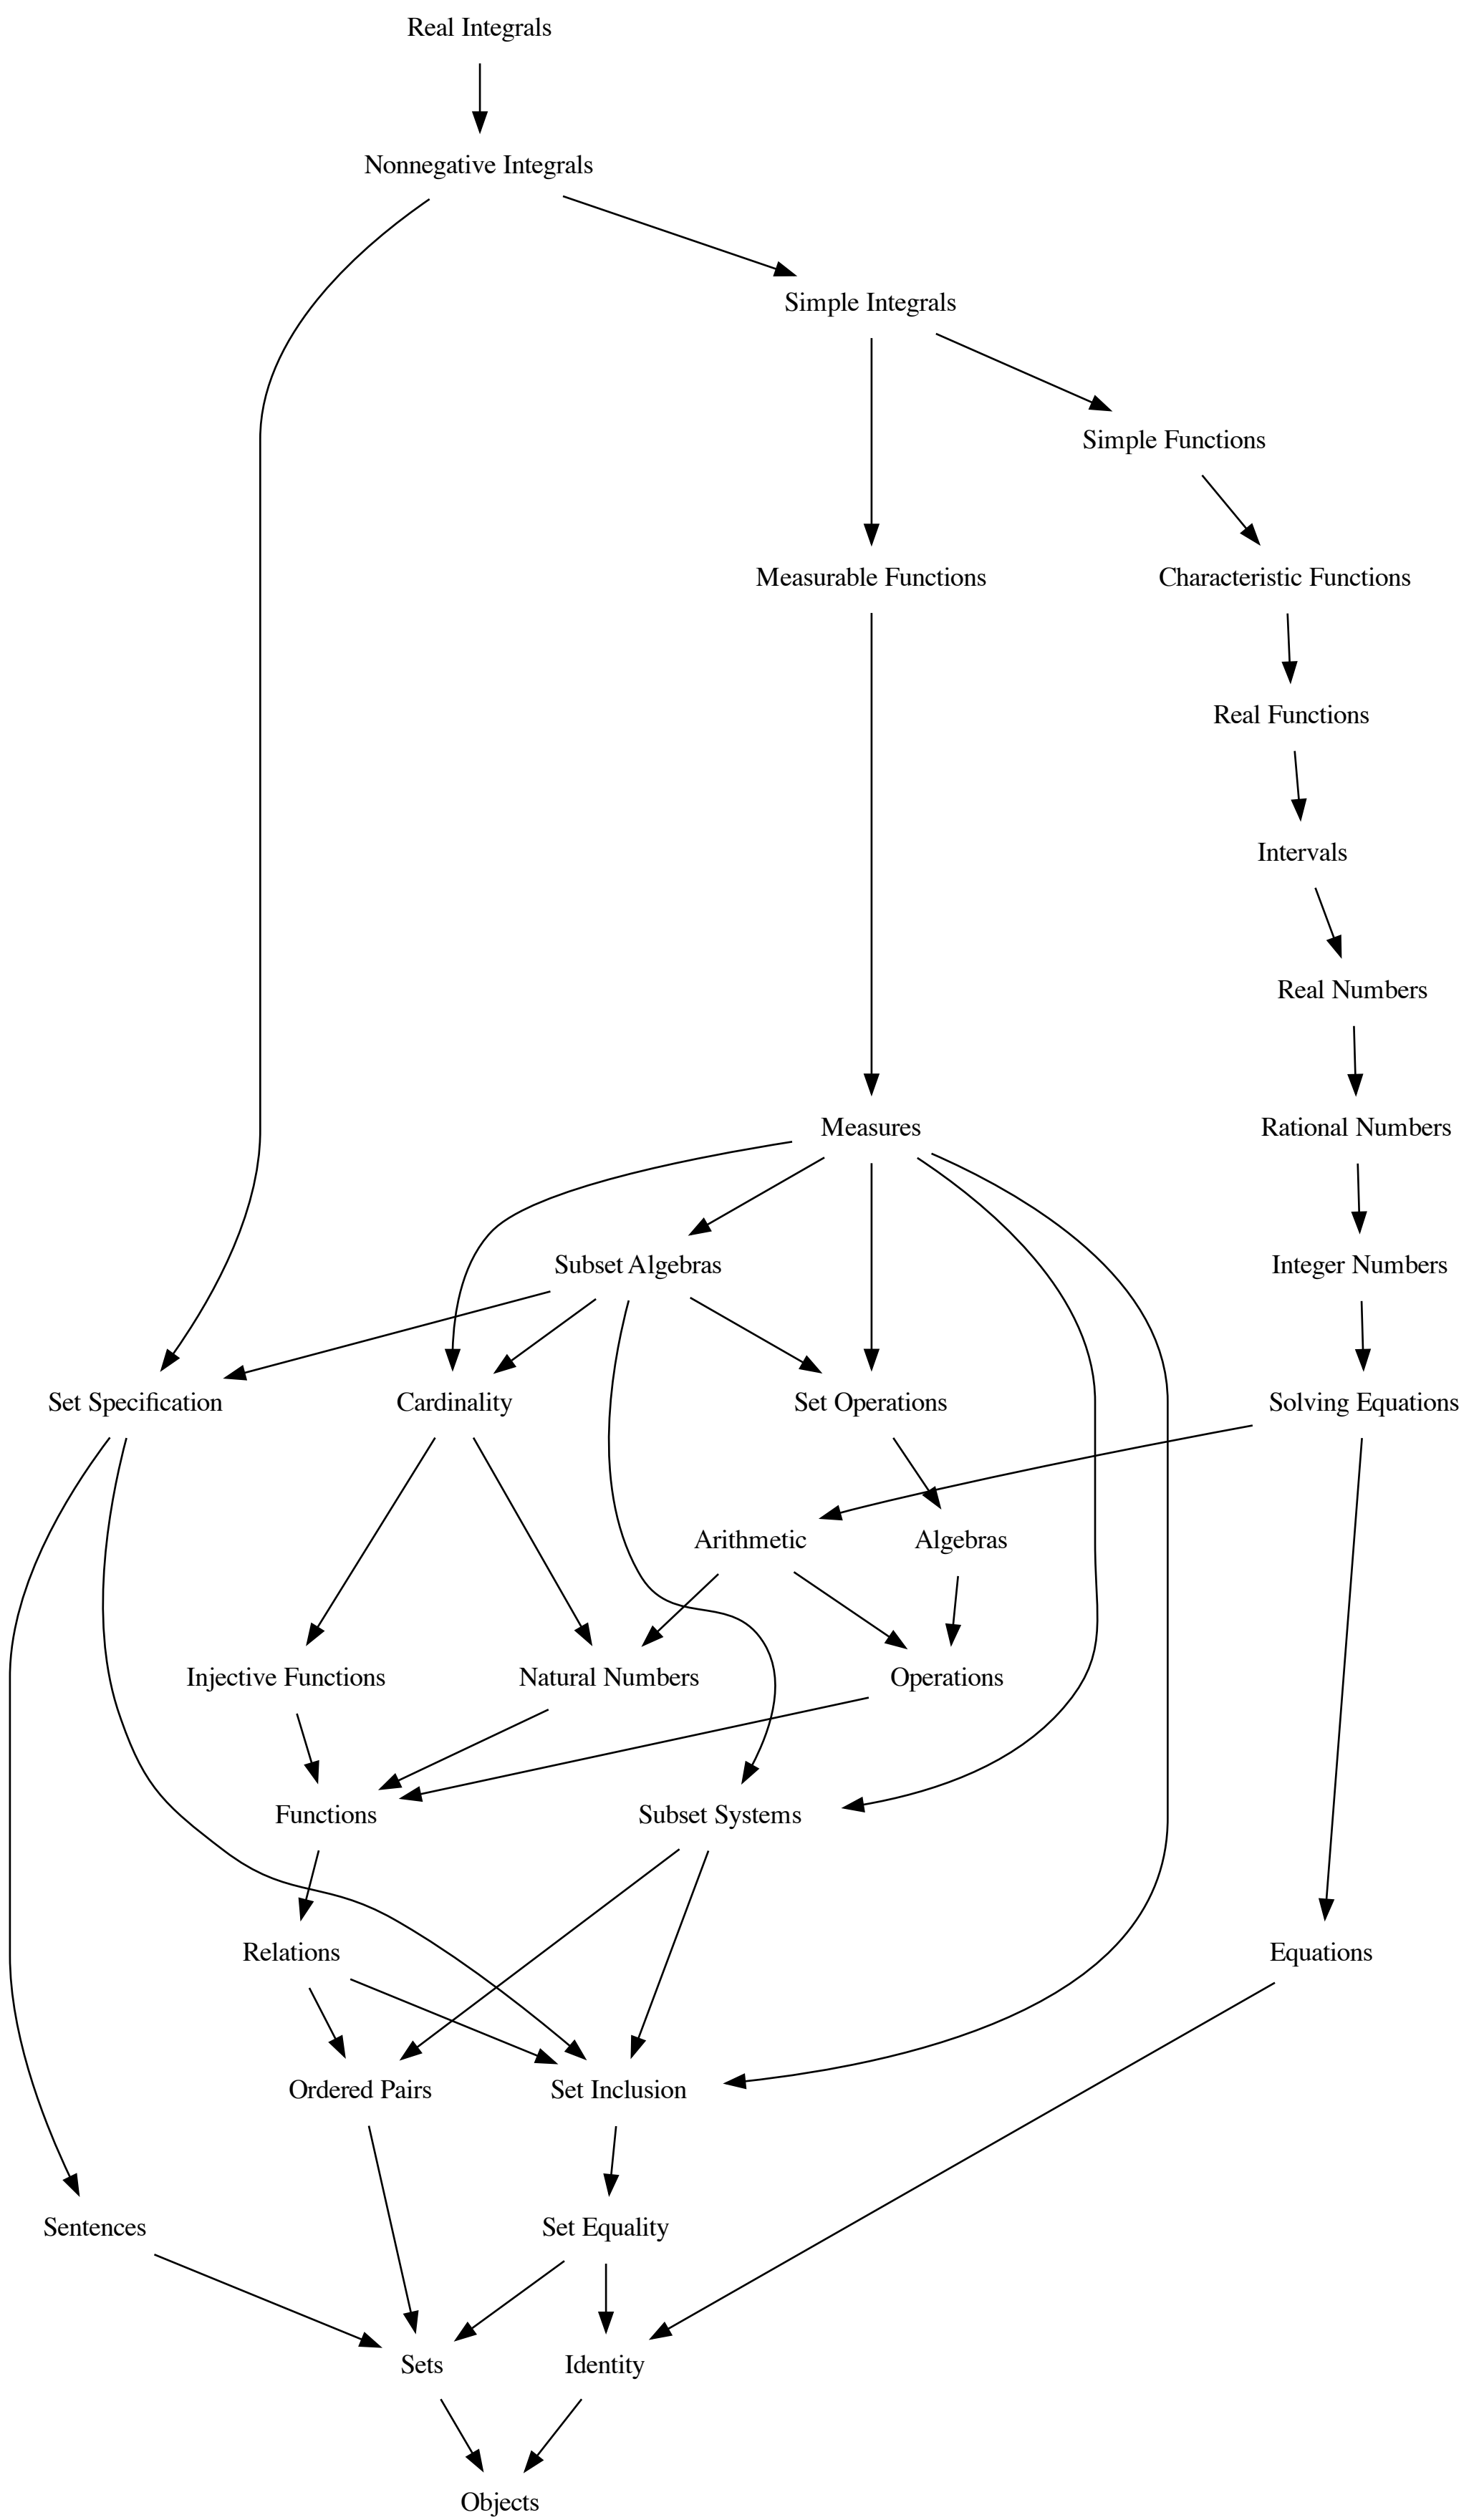 Real Integrals
Nonnegative Integrals
Simple Integrals
Simple Functions
Measurable Functions
Characteristic Functions
Real Functions
Intervals
Real Numbers
Measures
Rational Numbers
Subset Algebras
Integer Numbers
Set Specification
Cardinality
Set Operations
Solving Equations
Arithmetic
Algebras
Injective Functions
Natural Numbers
Operations
Functions
Subset Systems
Relations
Equations
Ordered Pairs
Set Inclusion
Sentences
Set Equality
Sets
Identity
Objects